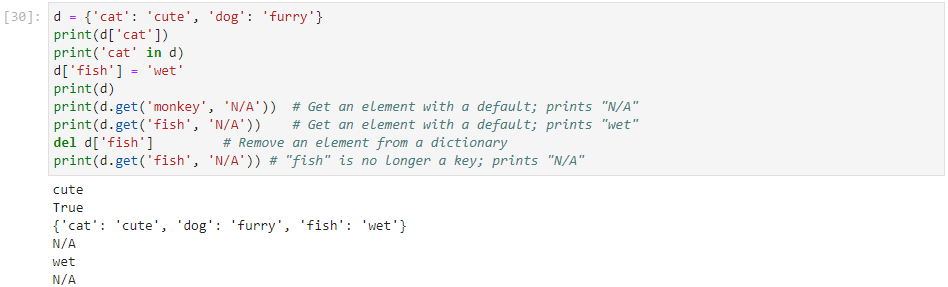 [30]: d = {'cat': 'cute', 'dog': 'furry'}
print(d['cat'])
print('cat' in d)
d['fish'] = 'wet'
print(d)
print(d.get('monkey', 'N/A'))  # Get an element with a default; prints "N/A"
print(d.get('fish', 'N/A'))    # Get an element with a default; prints "wet"
del d['fish']         # Remove an element from a dictionary
print(d.get('fish', 'N/A')) # "fish" is no longer a key; prints "N/A"
cute
True
{'cat': 'cute', 'dog': 'furry', 'fish': 'wet'}
N/A
wet
N/A